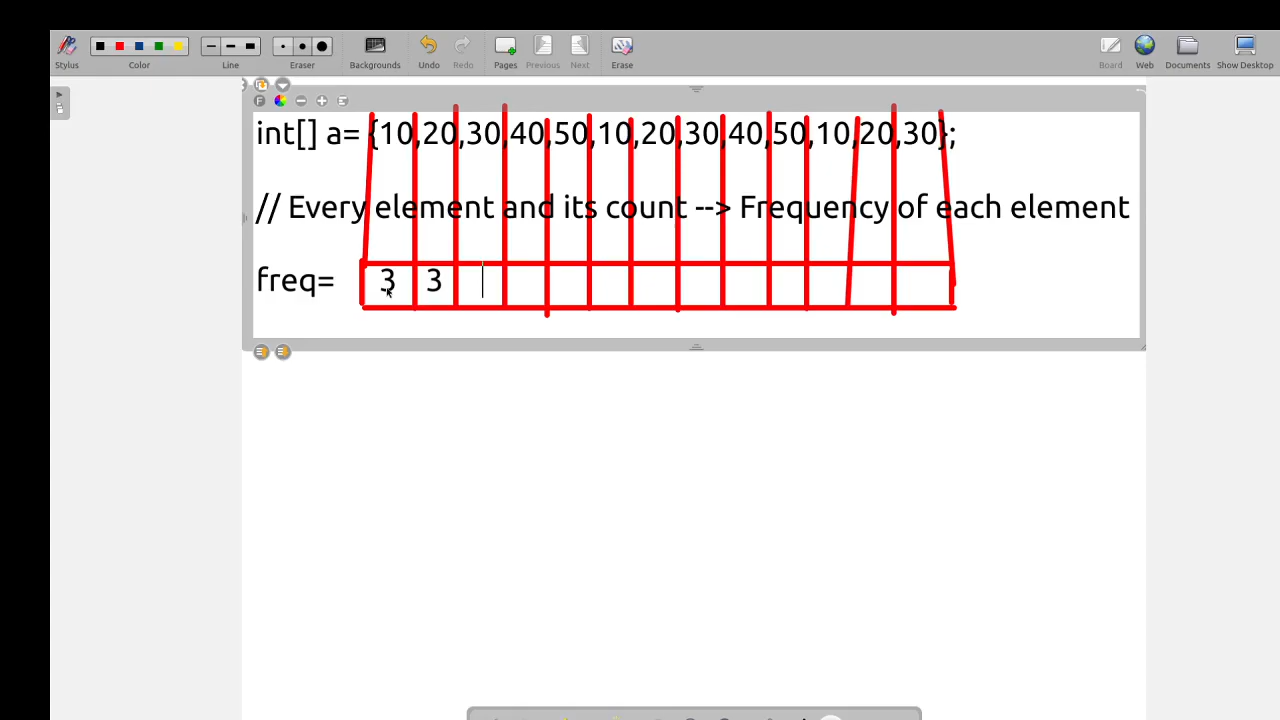 Stylus Color Line Eraser Backgrounds Undo Redo Pages Previous Next Erase Board Web Documents Show Desktop
F
int[] a= {10,20,30,40,50,10,20,30,40,50,10,20,30};
// Every element and its count --> Frequency of each element
freq= 3 3